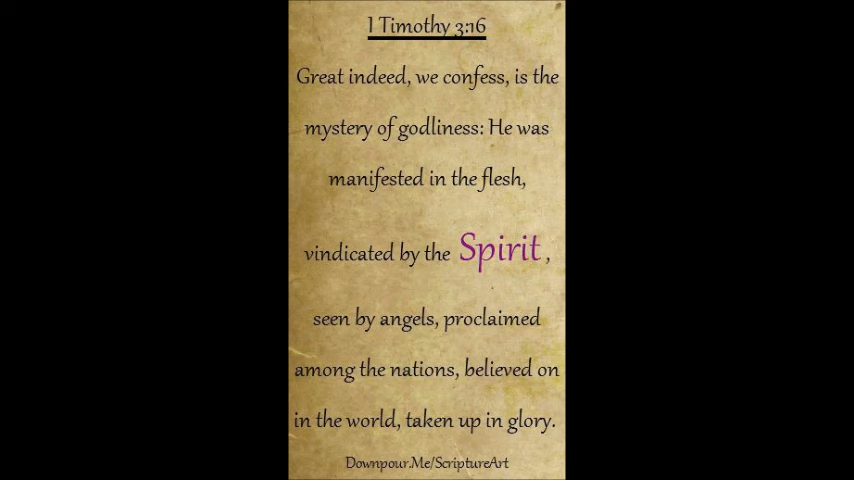 1 Timothy 3:16
Great indeed, we confess, is the
mystery of godliness: He was
manifested in the flesh,
vindicated by the Spirit,
seen by angels, proclaimed
among the nations, believed on
in the world, taken up in glory.
Downpour.Me/ScriptureArt